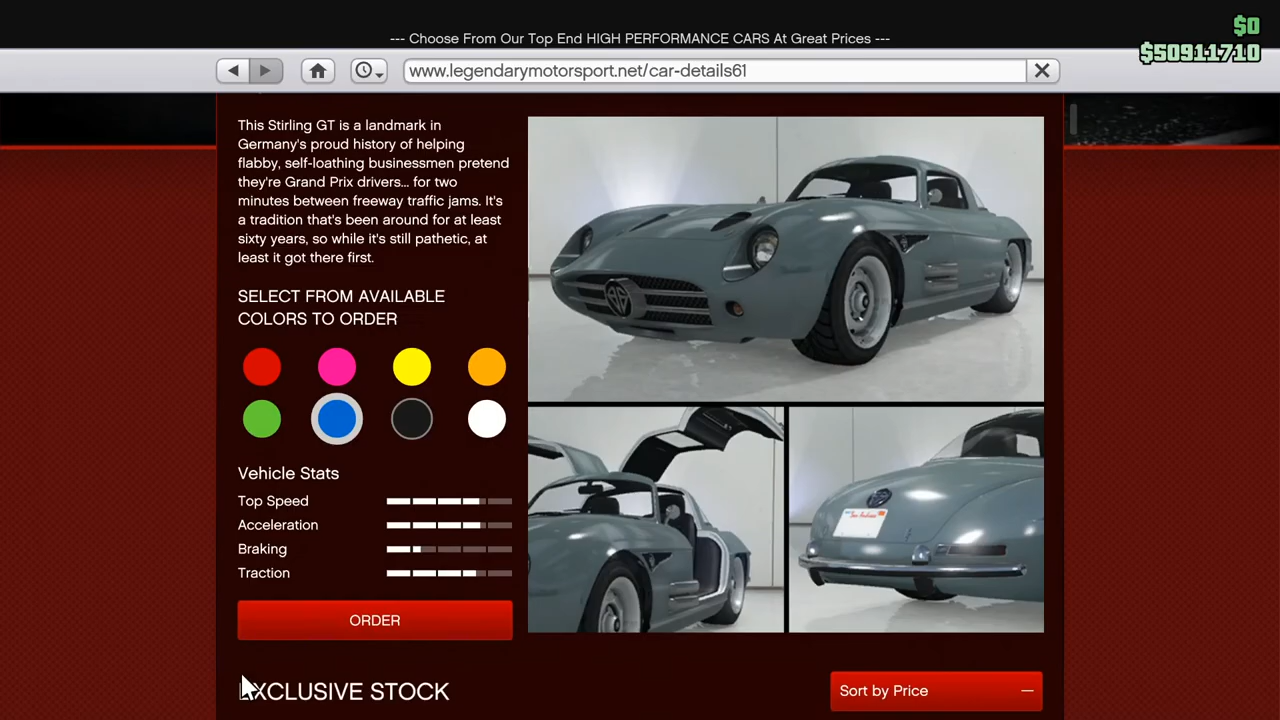 $0
--- Choose From Our Top End HIGH PERFORMANCE CARS At Great Prices ---
$50911710
www.legendarymotorsport.net/car-details61
This Stirling GT is a landmark in
Germany's proud history of helping
flabby, self-loathing businessmen pretend
they're Grand Prix drivers... for two
minutes between freeway traffic jams. It's
a tradition that's been around for at least
sixty years, so while it's still pathetic, at
least it got there first.
SELECT FROM AVAILABLE
COLORS TO ORDER
Vehicle Stats
Top Speed
Acceleration
Braking
Traction
ORDER
EXCLUSIVE STOCK
Sort by Price
San Andreas